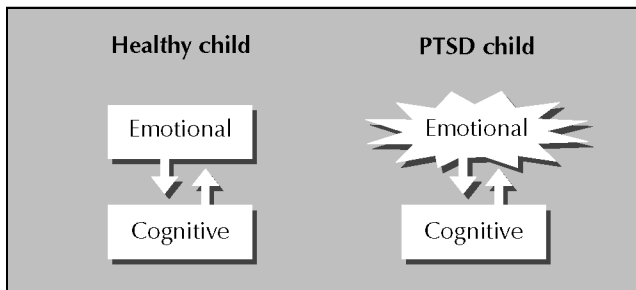 Healthy child
PTSD child
Emotional
Emotional
Cognitive
Cognitive